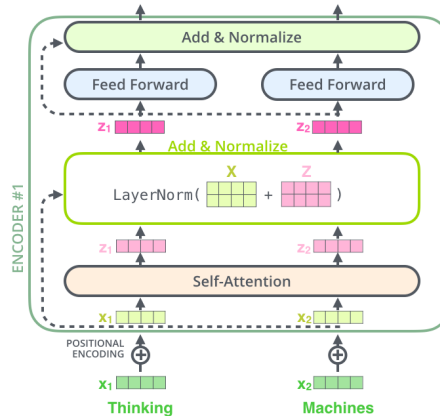 Add & Normalize
Feed Forward Feed Forward
z1 z2
Add & Normalize
X Z
LayerNorm( + )
z1 z2
Self-Attention
x1 x2
POSITIONAL
ENCODING
x1 x2
Thinking Machines
ENCODER #1